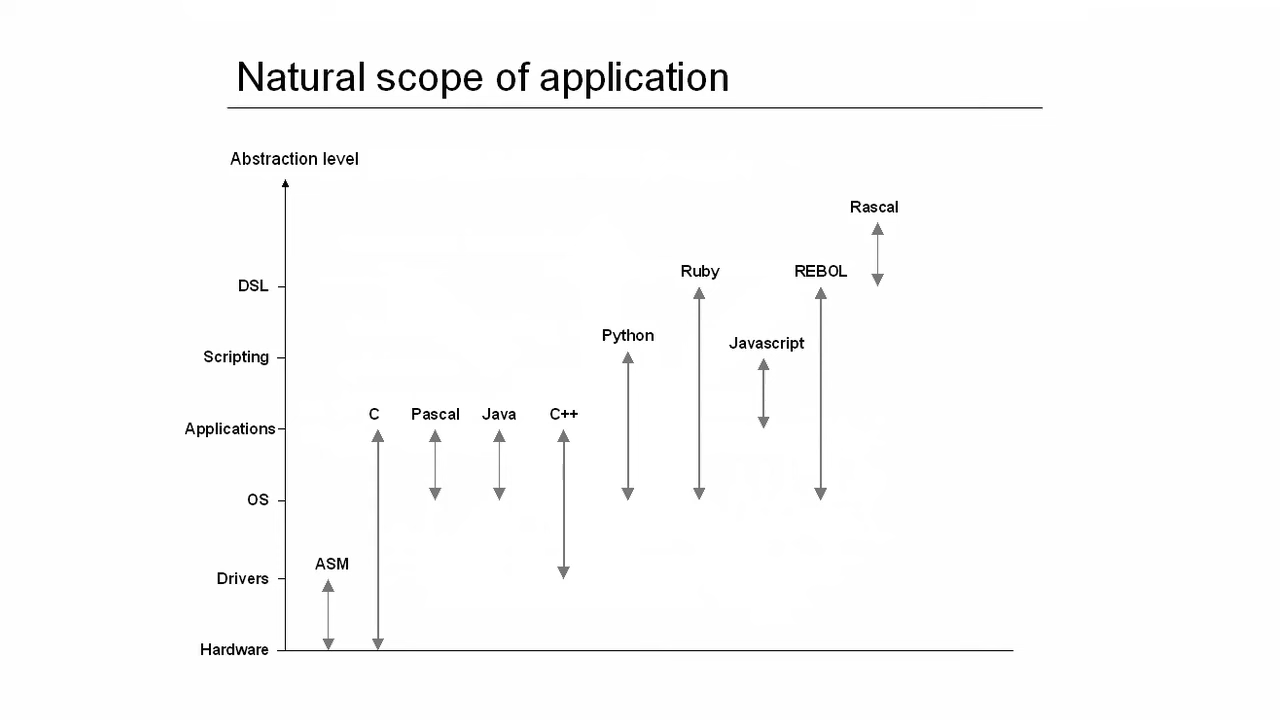 Natural scope of application
Abstraction level
Rascal
DSL
Ruby
REBOL
Python
Javascript
Scripting
C
Pascal
Java
C++
Applications
OS
ASM
Drivers
Hardware